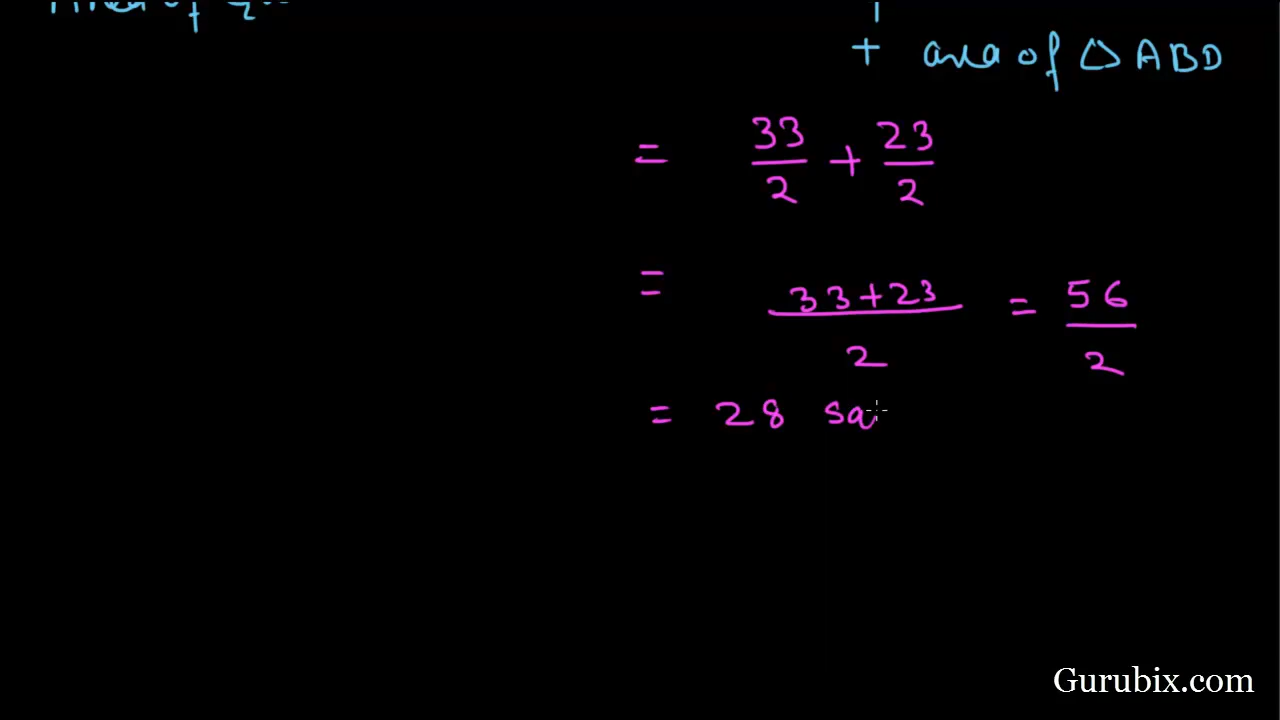 + area of △ABD
= 33/2 + 23/2
= (33+23)/2 = 56/2
= 28 sq
Gurubix.com